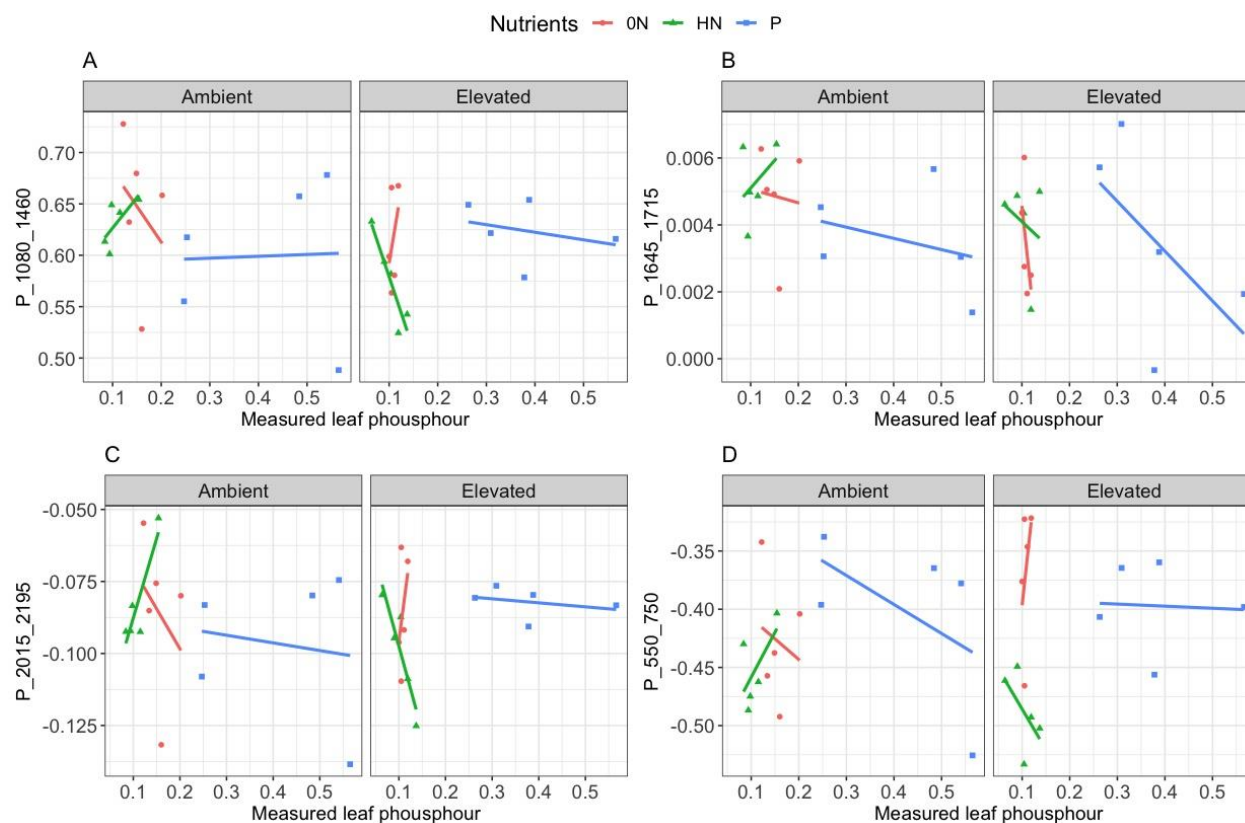 Nutrients 0N HN P
A
Ambient Elevated
P_1080_1460
0.70
0.65
0.60
0.55
0.50
0.1 0.2 0.3 0.4 0.5 0.1 0.2 0.3 0.4 0.5
Measured leaf phousphour
B
Ambient Elevated
P_1645_1715
0.006
0.004
0.002
0.000
0.1 0.2 0.3 0.4 0.5 0.1 0.2 0.3 0.4 0.5
Measured leaf phousphour
C
Ambient Elevated
P_2015_2195
-0.050
-0.075
-0.100
-0.125
0.1 0.2 0.3 0.4 0.5 0.1 0.2 0.3 0.4 0.5
Measured leaf phousphour
D
Ambient Elevated
P_550_750
-0.35
-0.40
-0.45
-0.50
0.1 0.2 0.3 0.4 0.5 0.1 0.2 0.3 0.4 0.5
Measured leaf phousphour